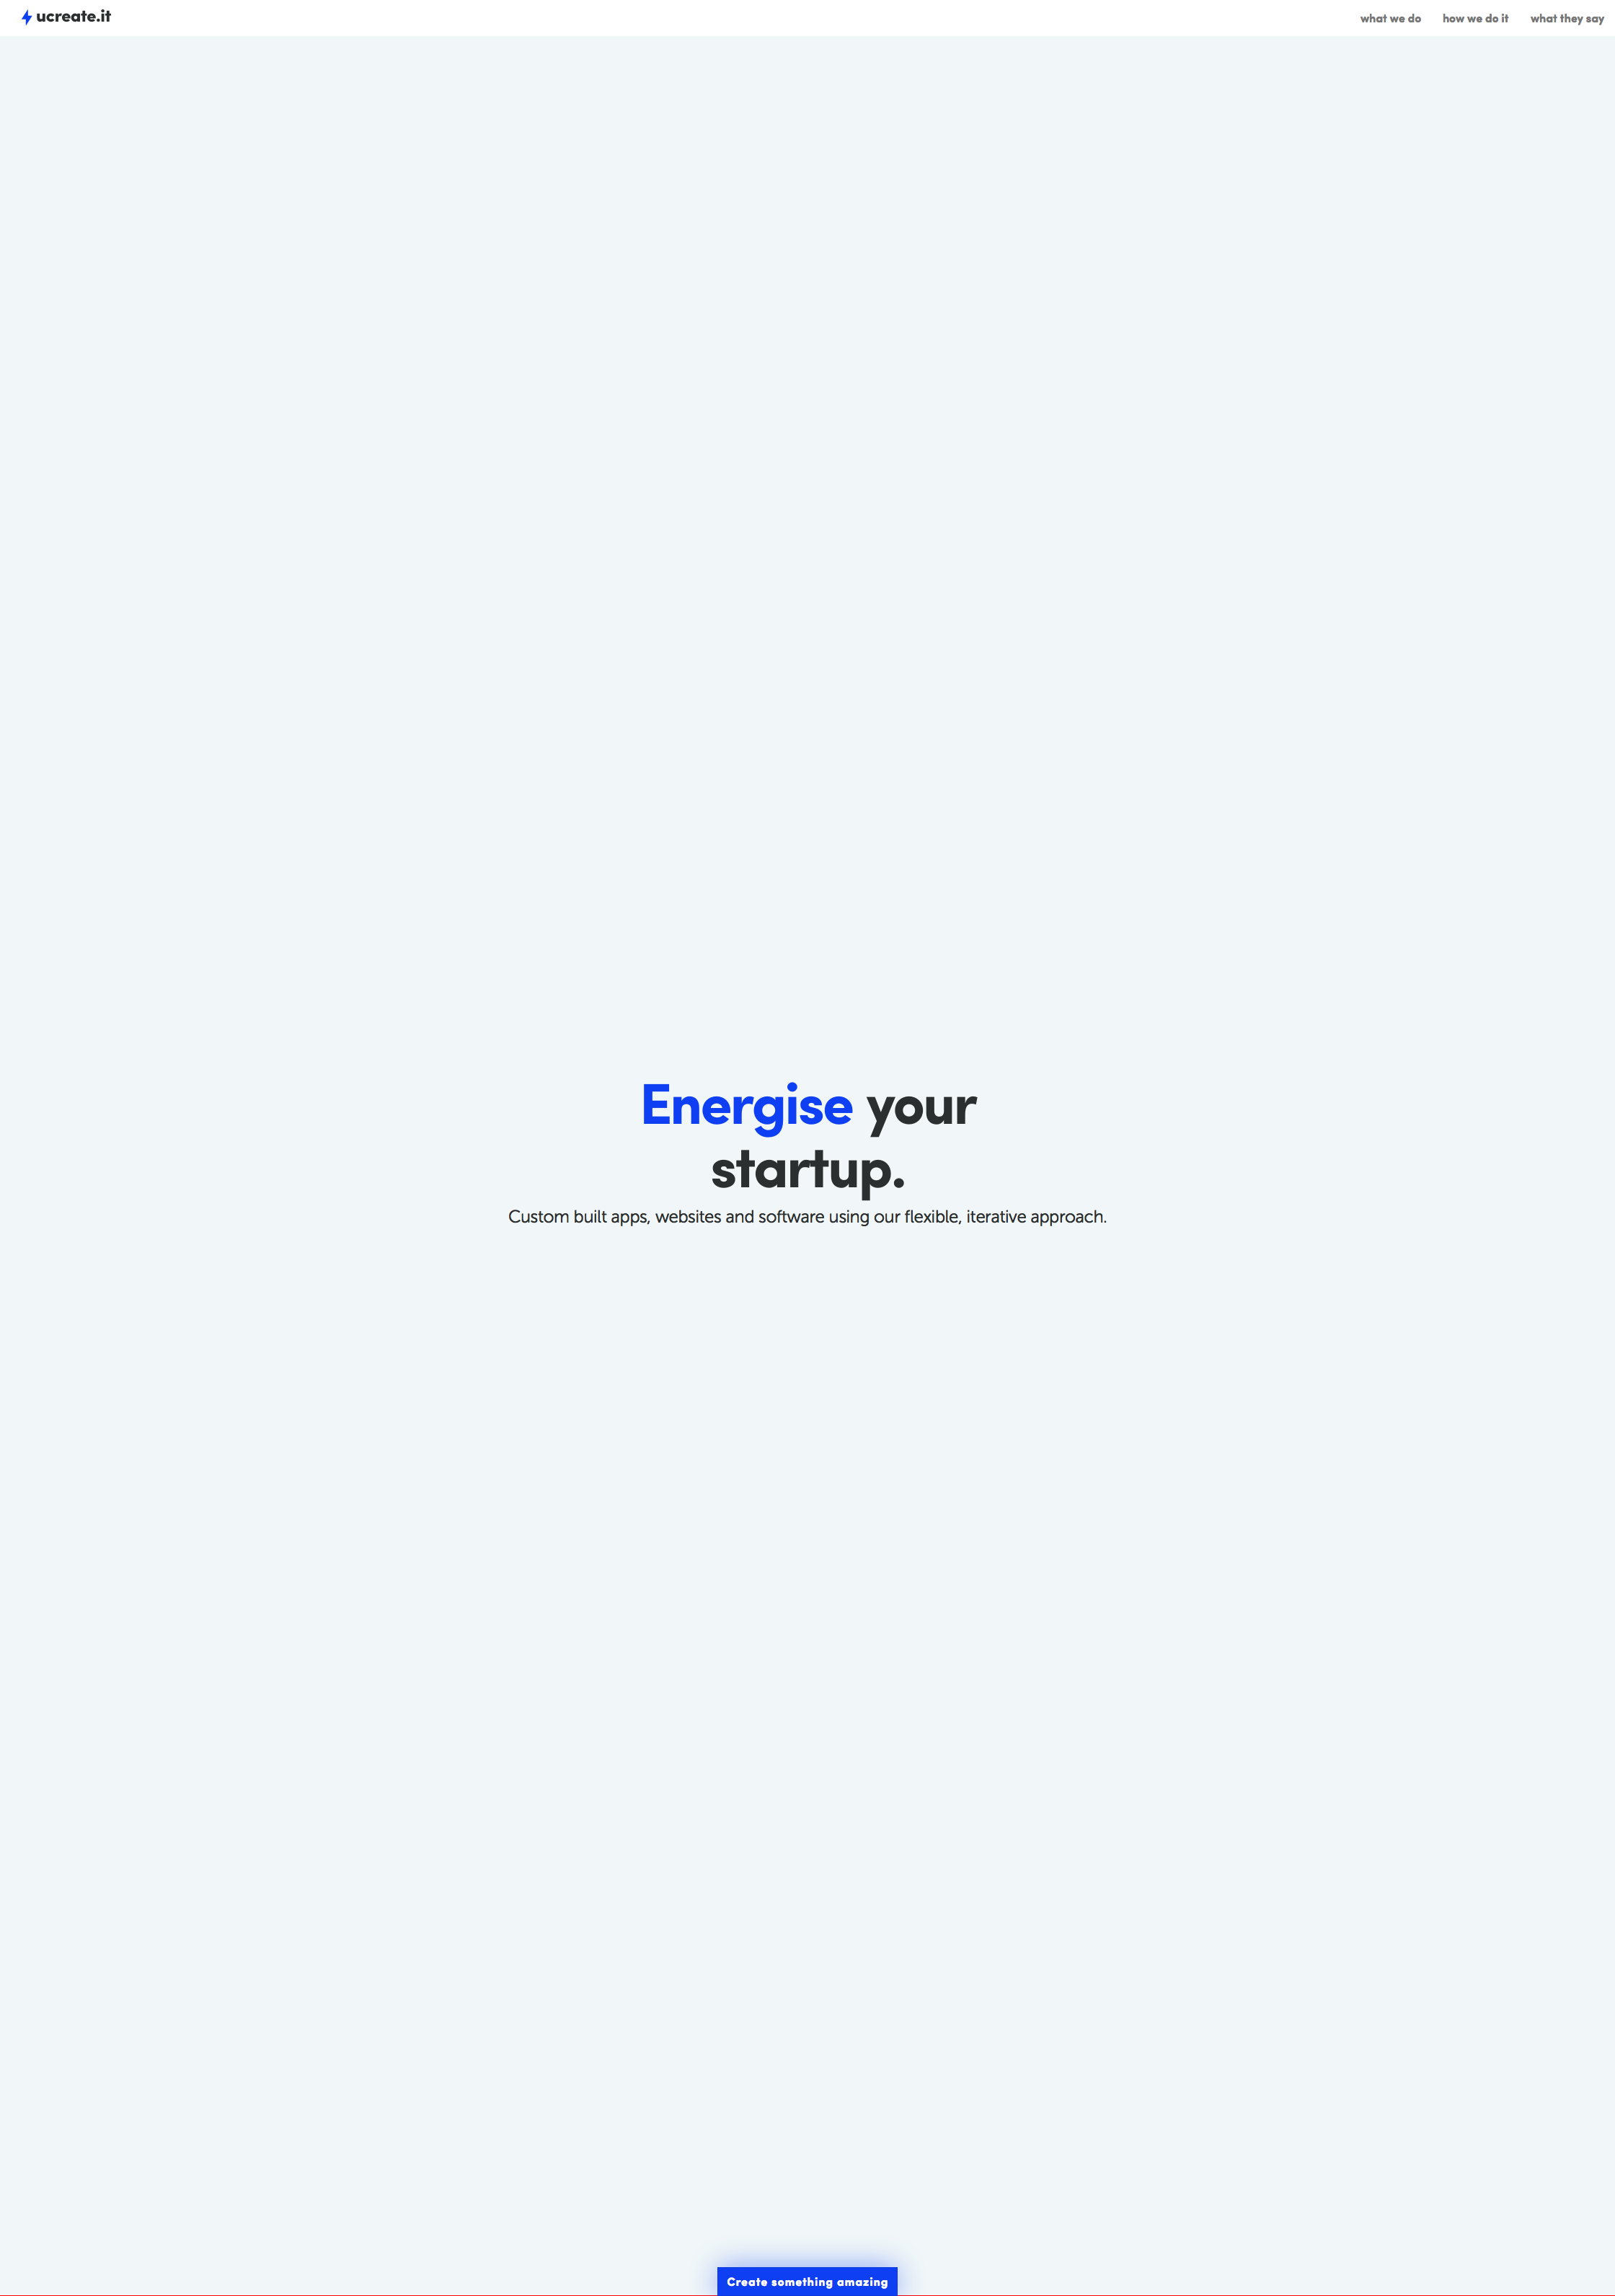 ucreate.it
what we do how we do it what they say
Energise your
startup.
Custom built apps, websites and software using our flexible, iterative approach.
Create something amazing